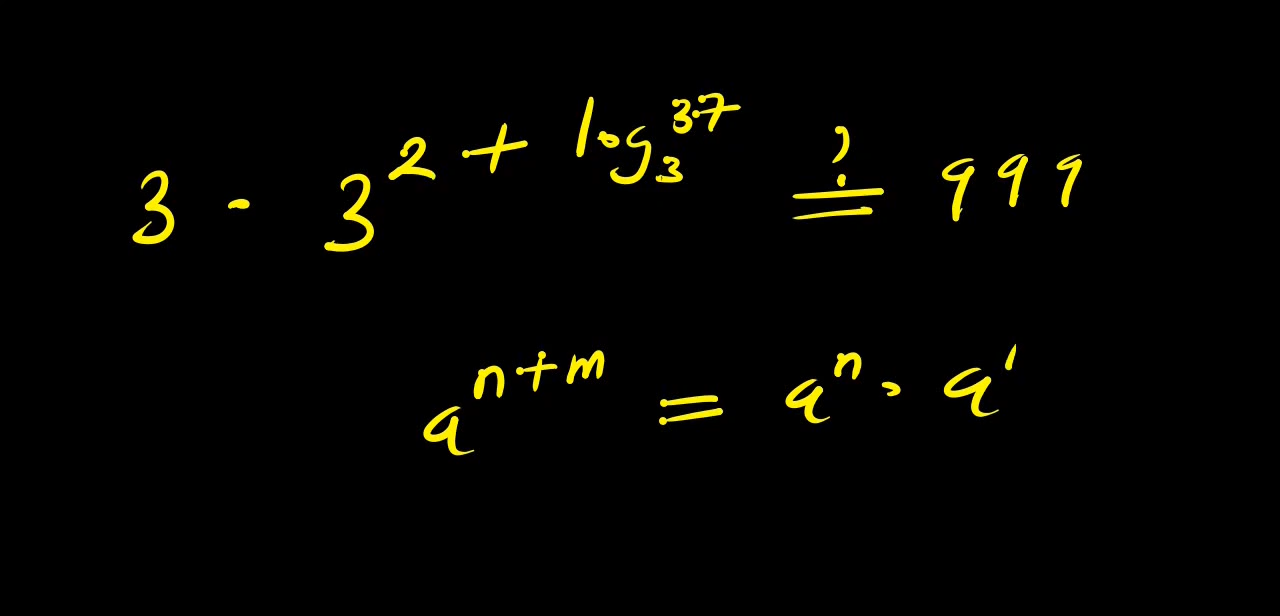 3 · 3^{2 + log_3^{37}} ≟ 999
a^{n+m} = a^n · a^{'}